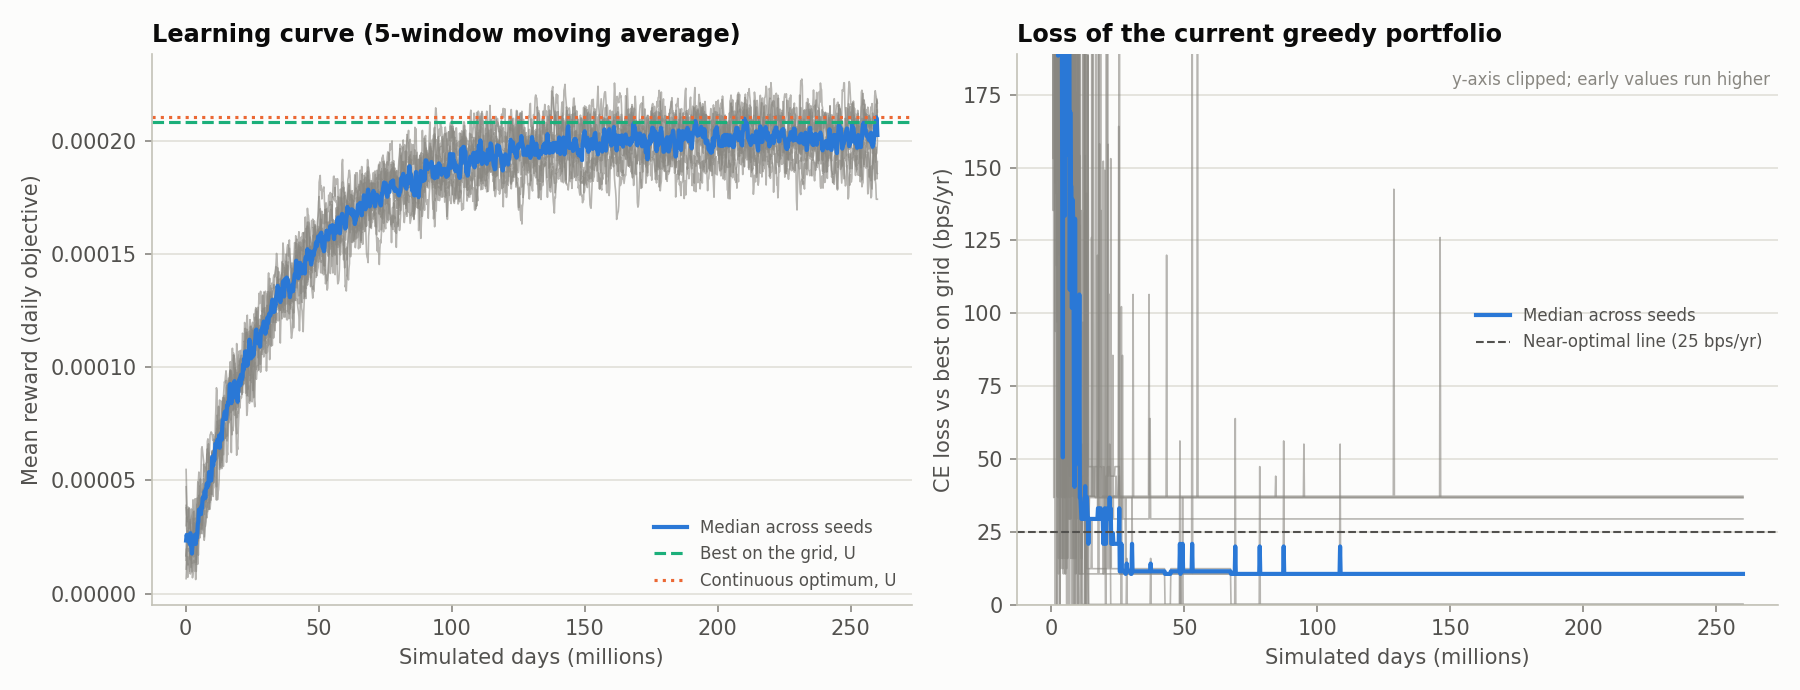 Learning curve (5-window moving average)
Mean reward (daily objective)
0.00020
0.00015
0.00010
0.00005
0.00000
Median across seeds
Best on the grid, U
Continuous optimum, U
0
50
100
150
200
250
Simulated days (millions)
Loss of the current greedy portfolio
y-axis clipped; early values run higher
CE loss vs best on grid (bps/yr)
175
150
125
100
75
50
25
0
Median across seeds
Near-optimal line (25 bps/yr)
0
50
100
150
200
250
Simulated days (millions)